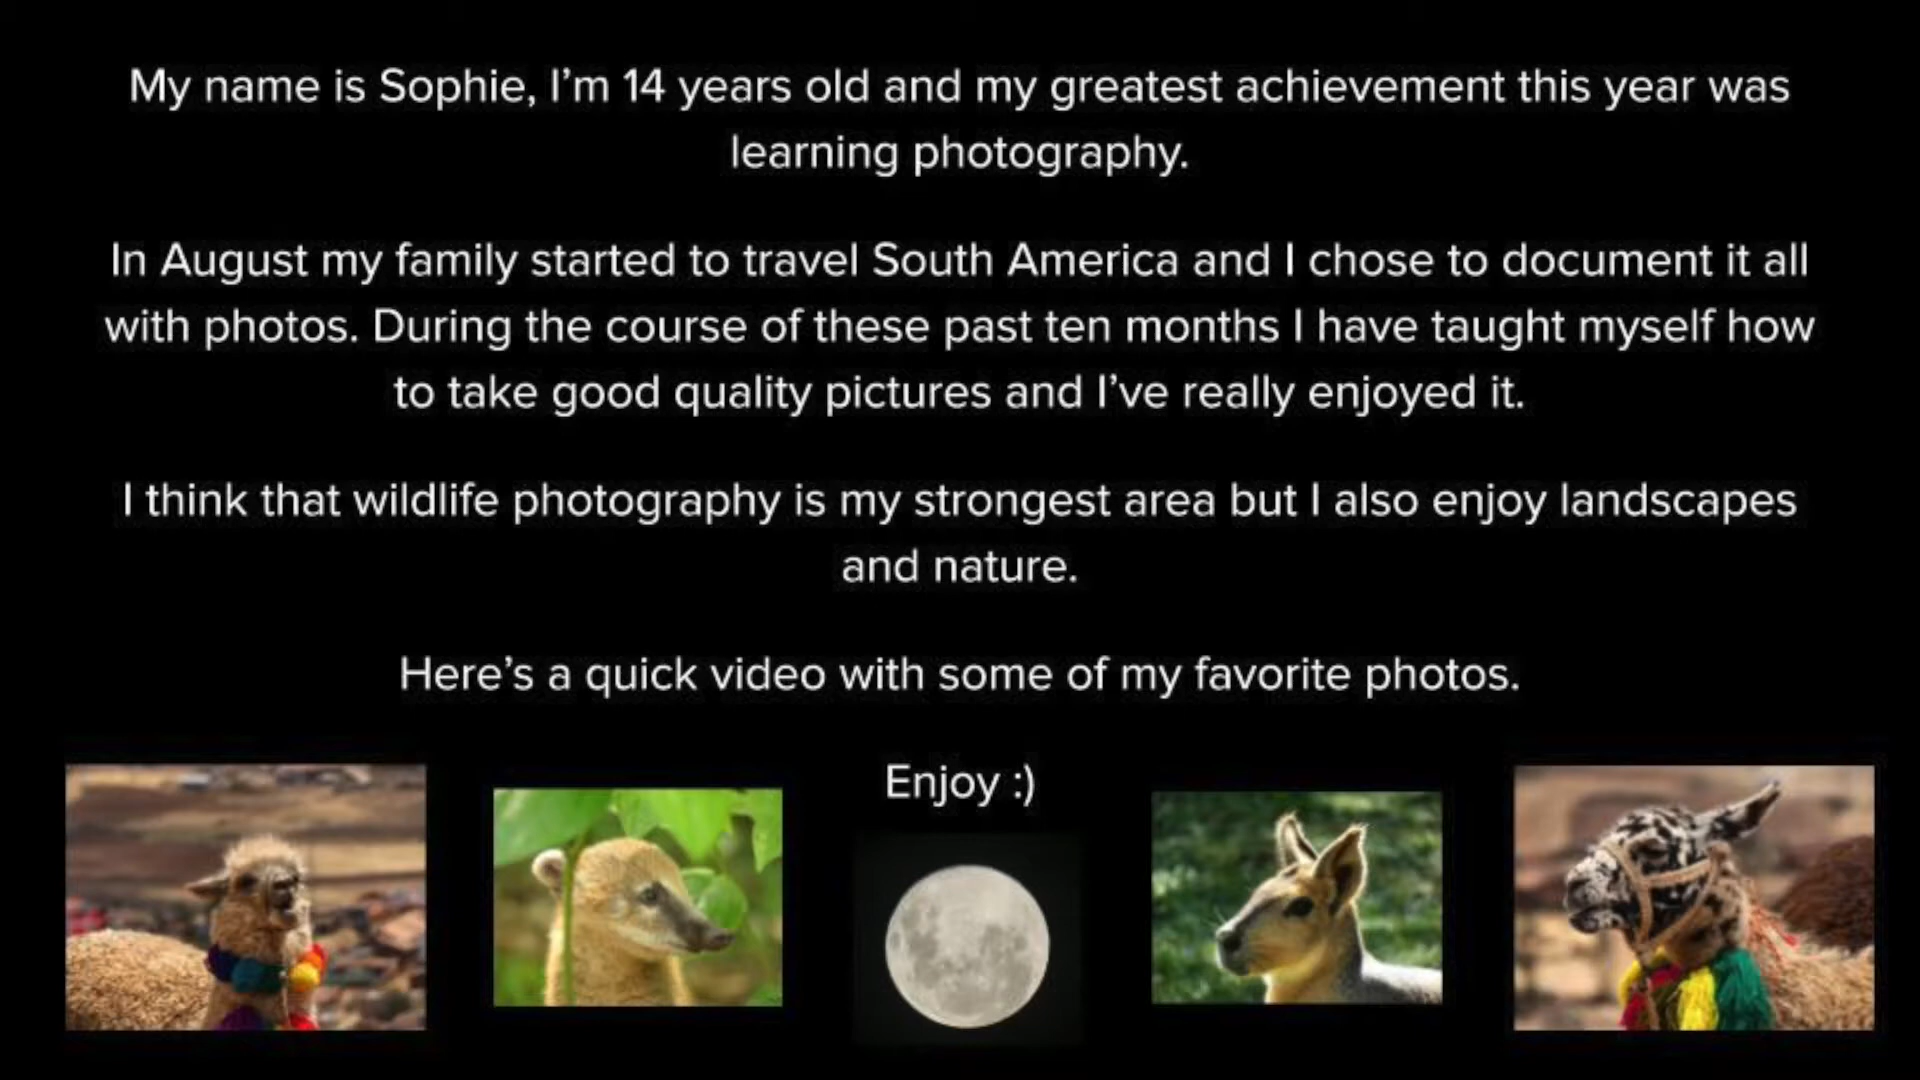 My name is Sophie, I’m 14 years old and my greatest achievement this year was
learning photography.
In August my family started to travel South America and I chose to document it all
with photos. During the course of these past ten months I have taught myself how
to take good quality pictures and I’ve really enjoyed it.
I think that wildlife photography is my strongest area but I also enjoy landscapes
and nature.
Here’s a quick video with some of my favorite photos.
Enjoy :)